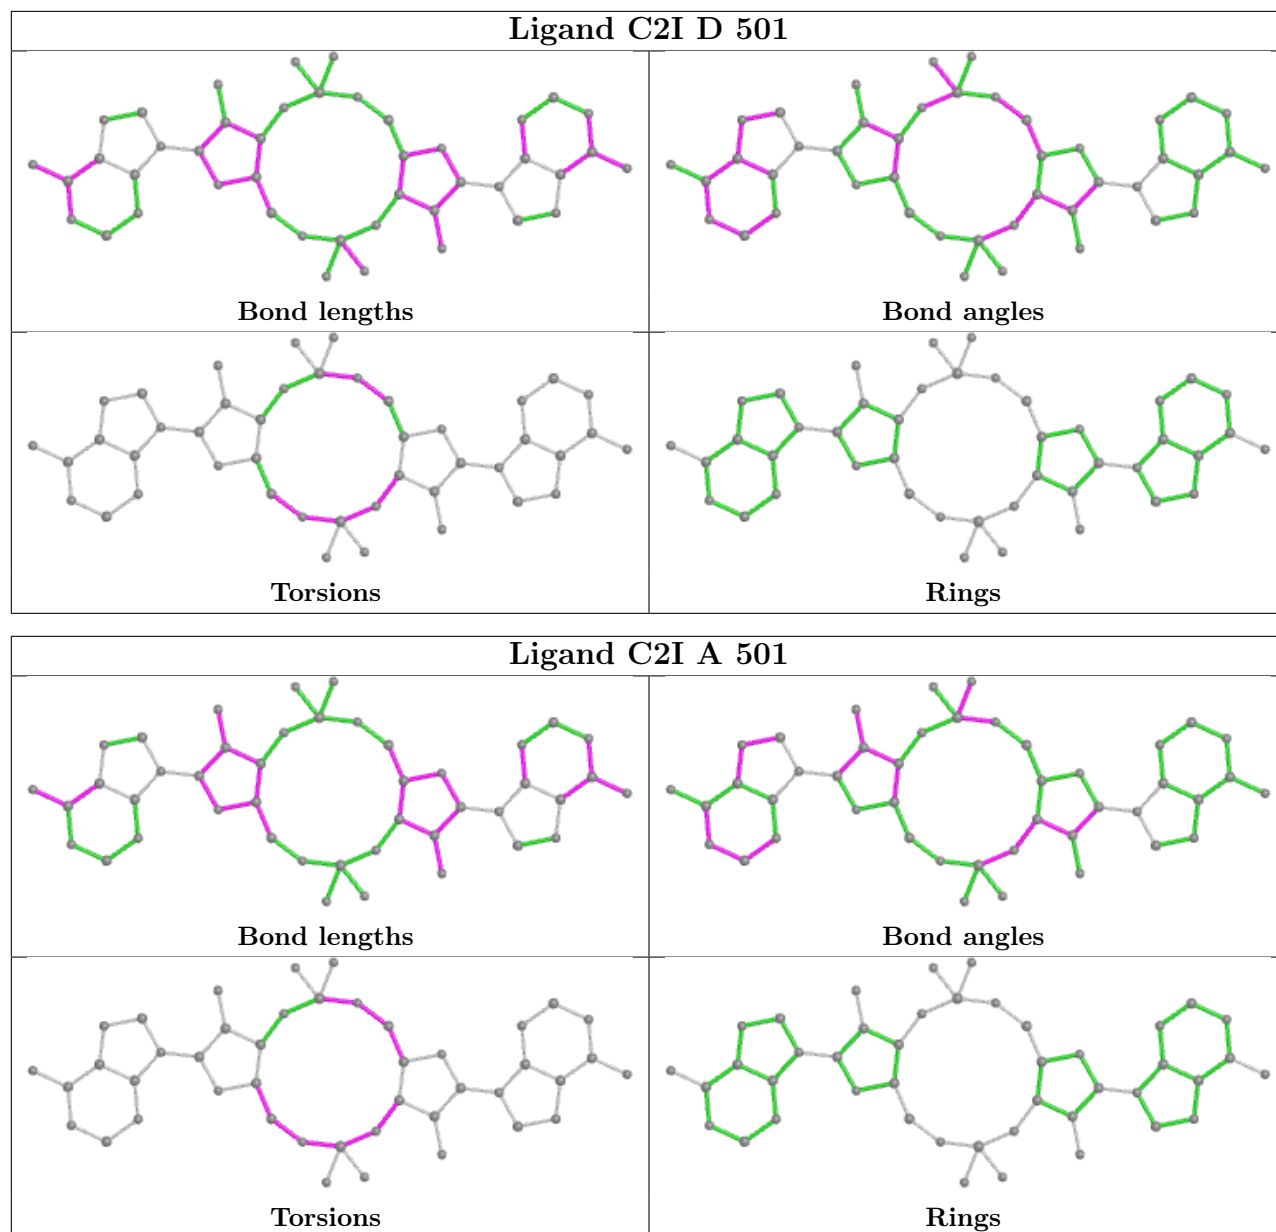 Ligand C2I D 501
Bond lengths
Bond angles
Torsions
Rings
Ligand C2I A 501
Bond lengths
Bond angles
Torsions
Rings